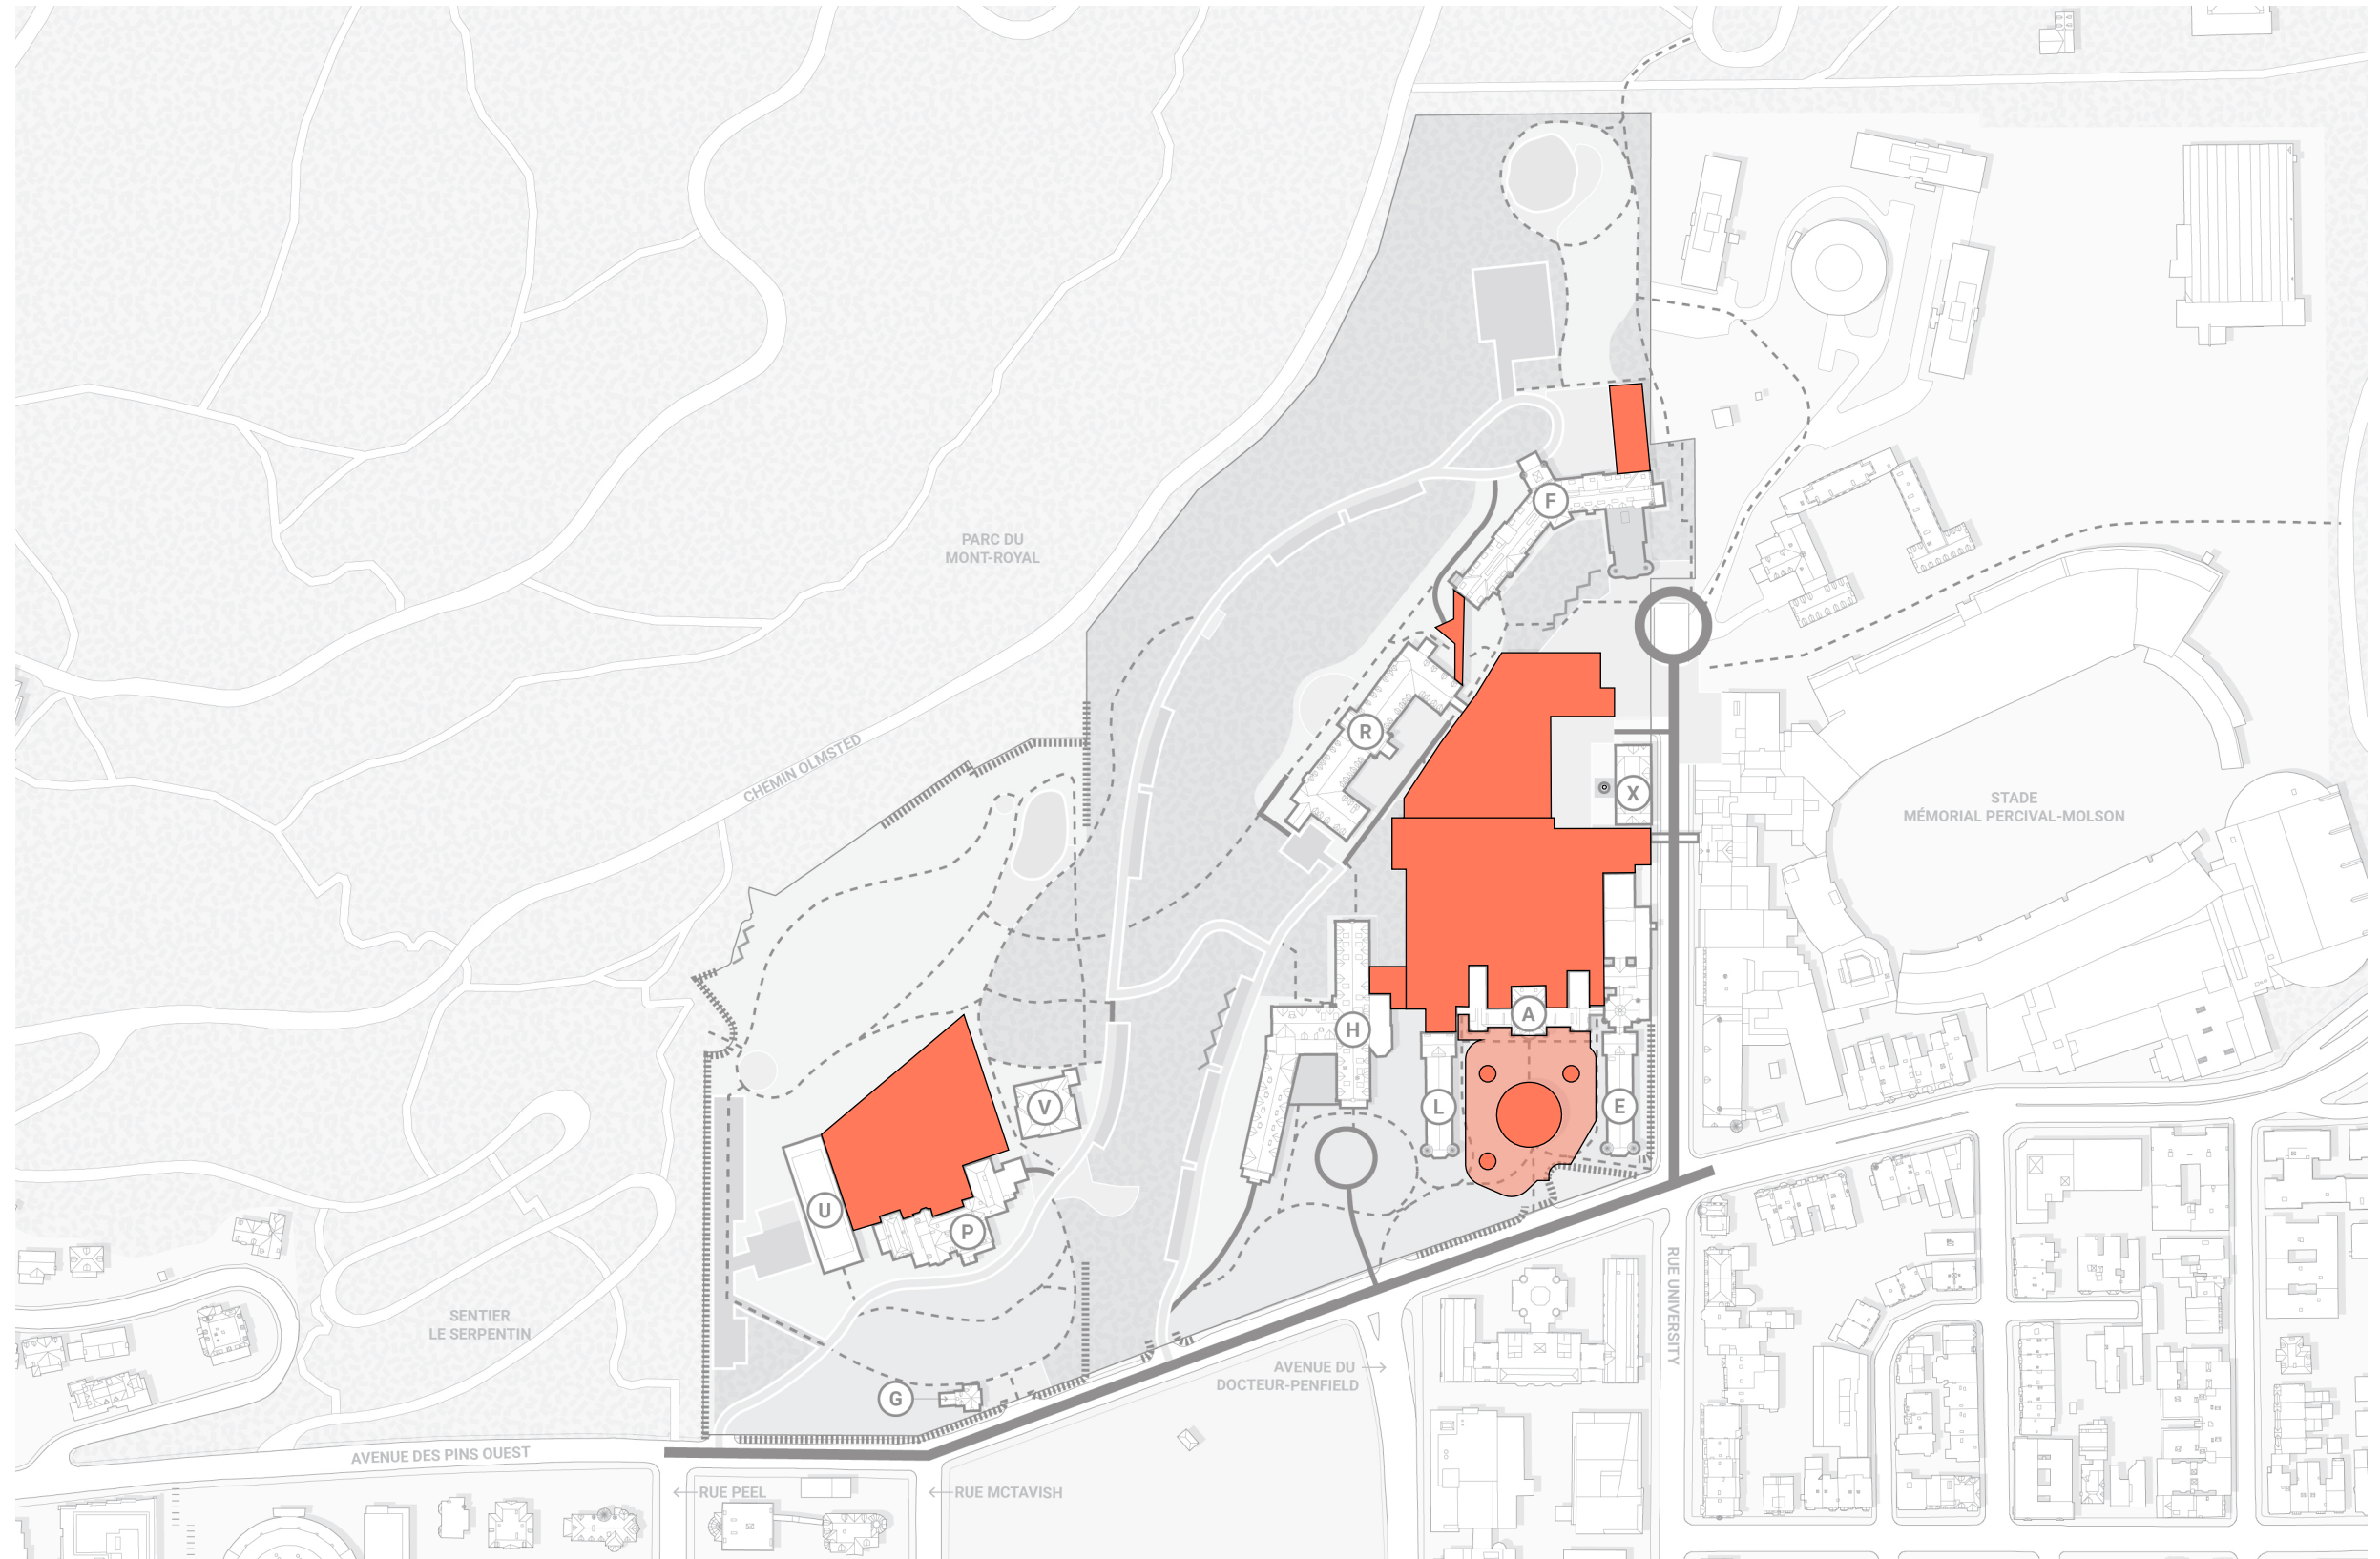 F
PARC DU
MONT-ROYAL
R
CHEMIN OLMSTED
X
STADE
MÉMORIAL PERCIVAL-MOLSON
A
H
V
L
E
U
P
SENTIER
LE SERPENTIN
RUE UNIVERSITY
AVENUE DU →
DOCTEUR-PENFIELD
G
AVENUE DES PINS OUEST
← RUE PEEL
← RUE MCTAVISH